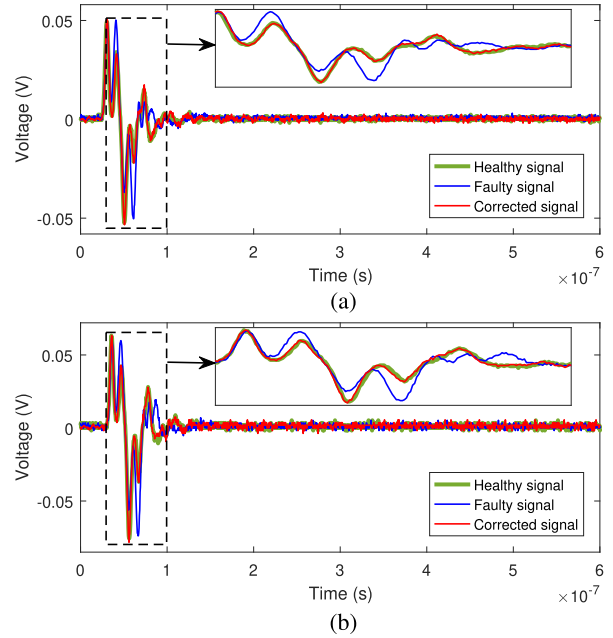 0.05
0
-0.05
Voltage (V)
Healthy signal
Faulty signal
Corrected signal
0 1 2 3 4 5 6
Time (s)
×10⁻⁷
(a)
0.05
0
-0.05
Voltage (V)
Healthy signal
Faulty signal
Corrected signal
0 1 2 3 4 5 6
Time (s)
×10⁻⁷
(b)